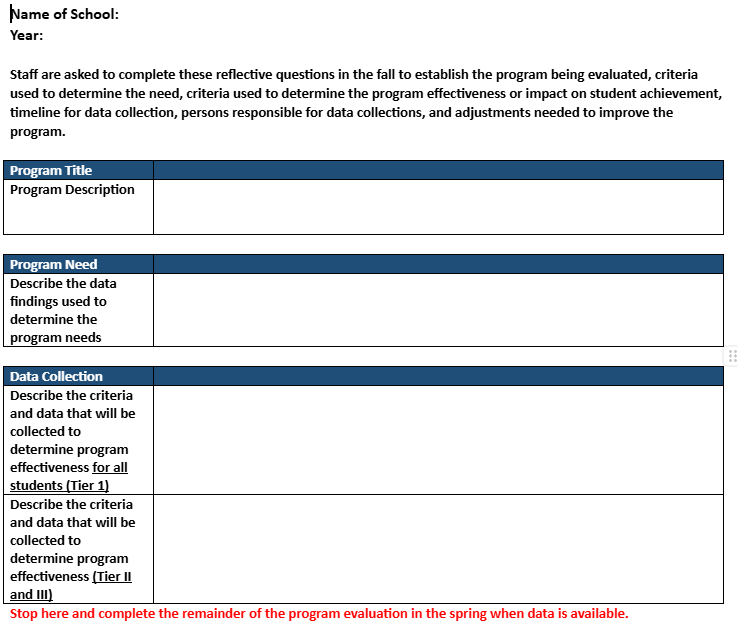 Name of School:
Year:
Staff are asked to complete these reflective questions in the fall to establish the program being evaluated, criteria
used to determine the need, criteria used to determine the program effectiveness or impact on student achievement,
timeline for data collection, persons responsible for data collections, and adjustments needed to improve the
program.
Program Title
Program Description
Program Need
Describe the data
findings used to
determine the
program needs
Data Collection
Describe the criteria
and data that will be
collected to
determine program
effectiveness for all
students (Tier 1)
Describe the criteria
and data that will be
collected to
determine program
effectiveness (Tier II
and III)
Stop here and complete the remainder of the program evaluation in the spring when data is available.